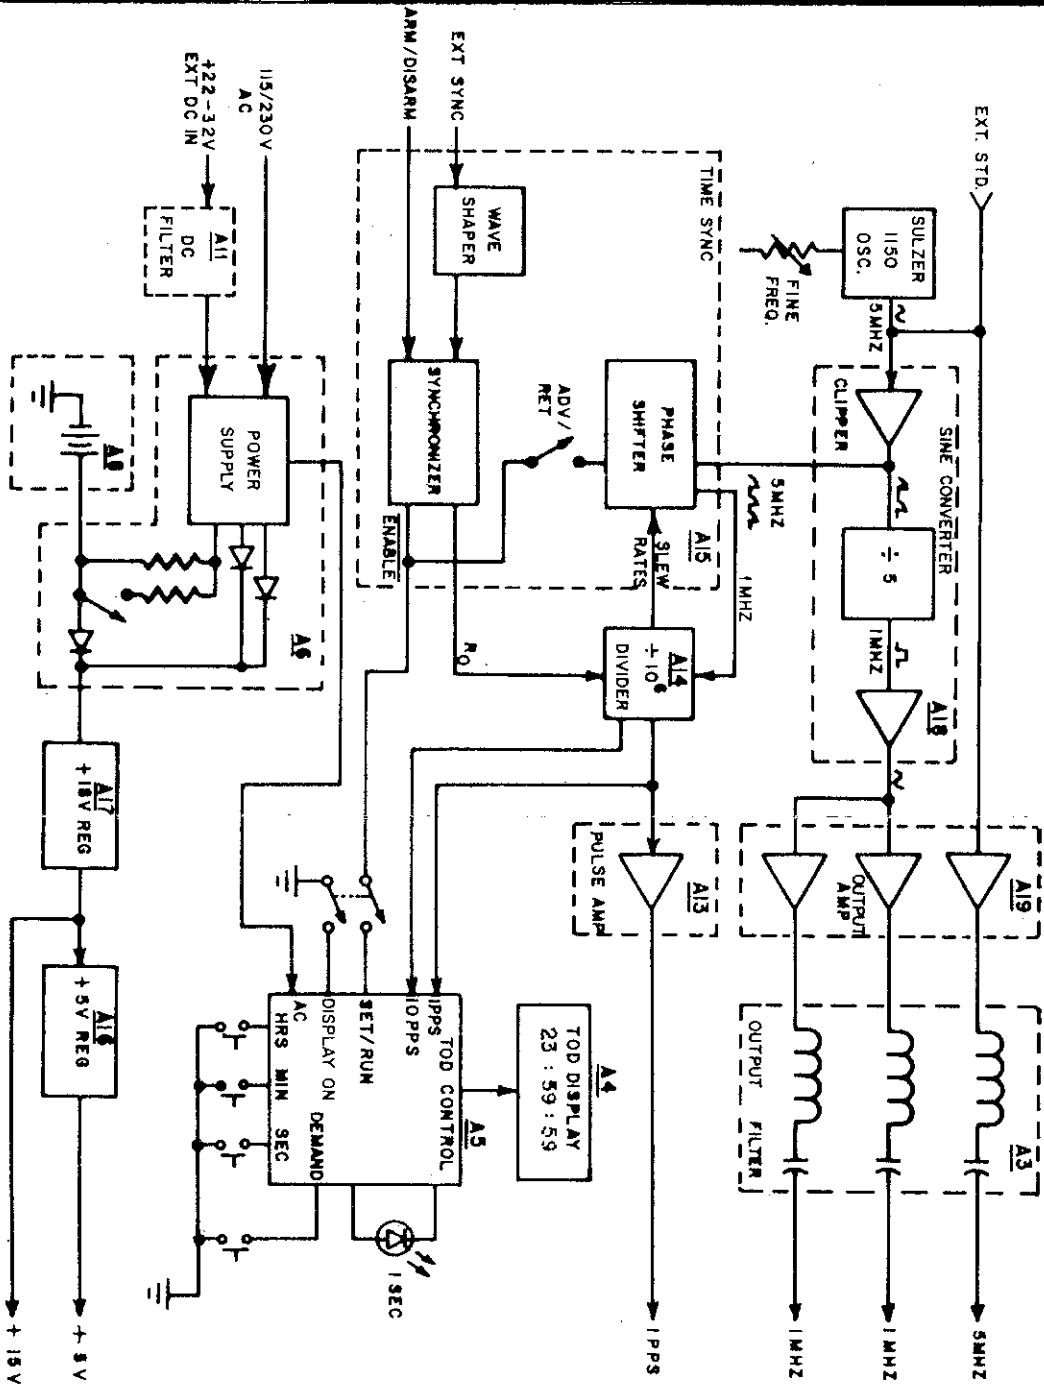 EXT. STD.
SULZER
1150
OSC.
5MHZ
FINE
FREQ.
CLIPPER
SINE CONVERTER
÷ 5
1MHZ
A18
A19
OUTPUT
AMP
A3
OUTPUT FILTER
5MHZ
1MHZ
1MHZ
TIME SYNC
EXT SYNC
ARM/DISARM
WAVE
SHAPER
SYNCHRONIZER
ADV/
RET
PHASE
SHIFTER
5MHZ
A15
SLEW
RATES
1MHZ
ENABLE
R0
A14
÷ 106
DIVIDER
A13
PULSE AMP
1PPS
115/230V
AC
+22-32V
EXT DC IN
A11
DC
FILTER
POWER
SUPPLY
A8
A6
A17
+18V REG
A16
+5V REG
+ 5V
+ 15V
A4
TOD DISPLAY
23:59:59
A5
TOD CONTROL
1PPS
10PPS
SET/RUN
DISPLAY ON
AC
HRS MIN SEC
DEMAND
1SEC